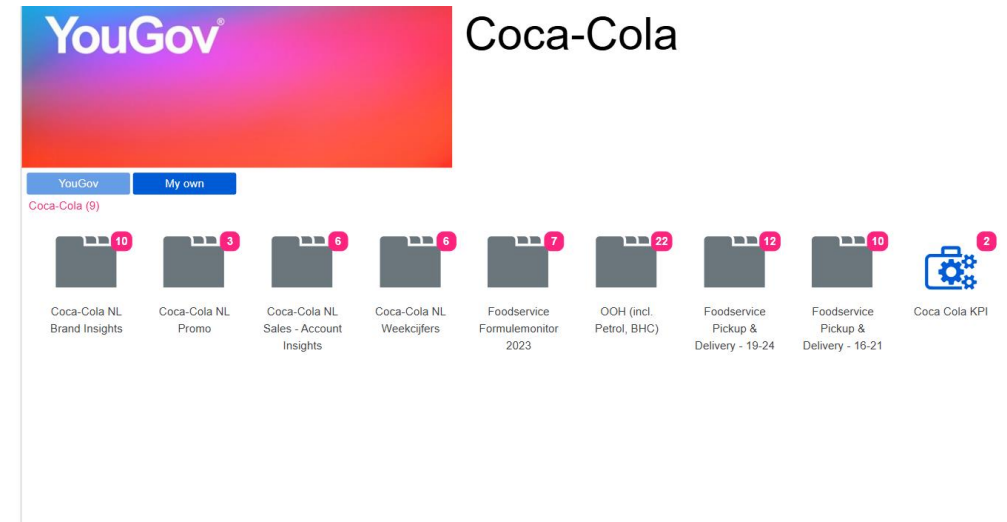 YouGov®
Coca-Cola
YouGov
My own
Coca-Cola (9)
10
Coca-Cola NL
Brand Insights
3
Coca-Cola NL
Promo
6
Coca-Cola NL
Sales - Account
Insights
6
Coca-Cola NL
Weekcijfers
7
Foodservice
Formulemonitor
2023
22
OOH (incl.
Petrol, BHC)
12
Foodservice
Pickup &
Delivery - 19-24
10
Foodservice
Pickup &
Delivery - 16-21
2
Coca Cola KPI